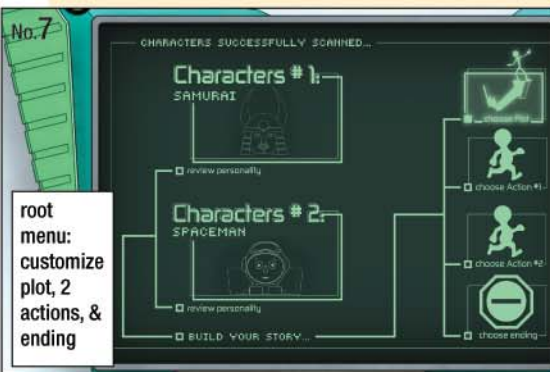 No.7
CHARACTERS SUCCESSFULLY SCANNED...
Characters # 1:
SAMURAI
review personality
Characters # 2:
SPACEMAN
review personality
BUILD YOUR STORY...
choose Plot
choose Action #1
choose Action #2
choose ending
root
menu:
customize
plot, 2
actions, &
ending